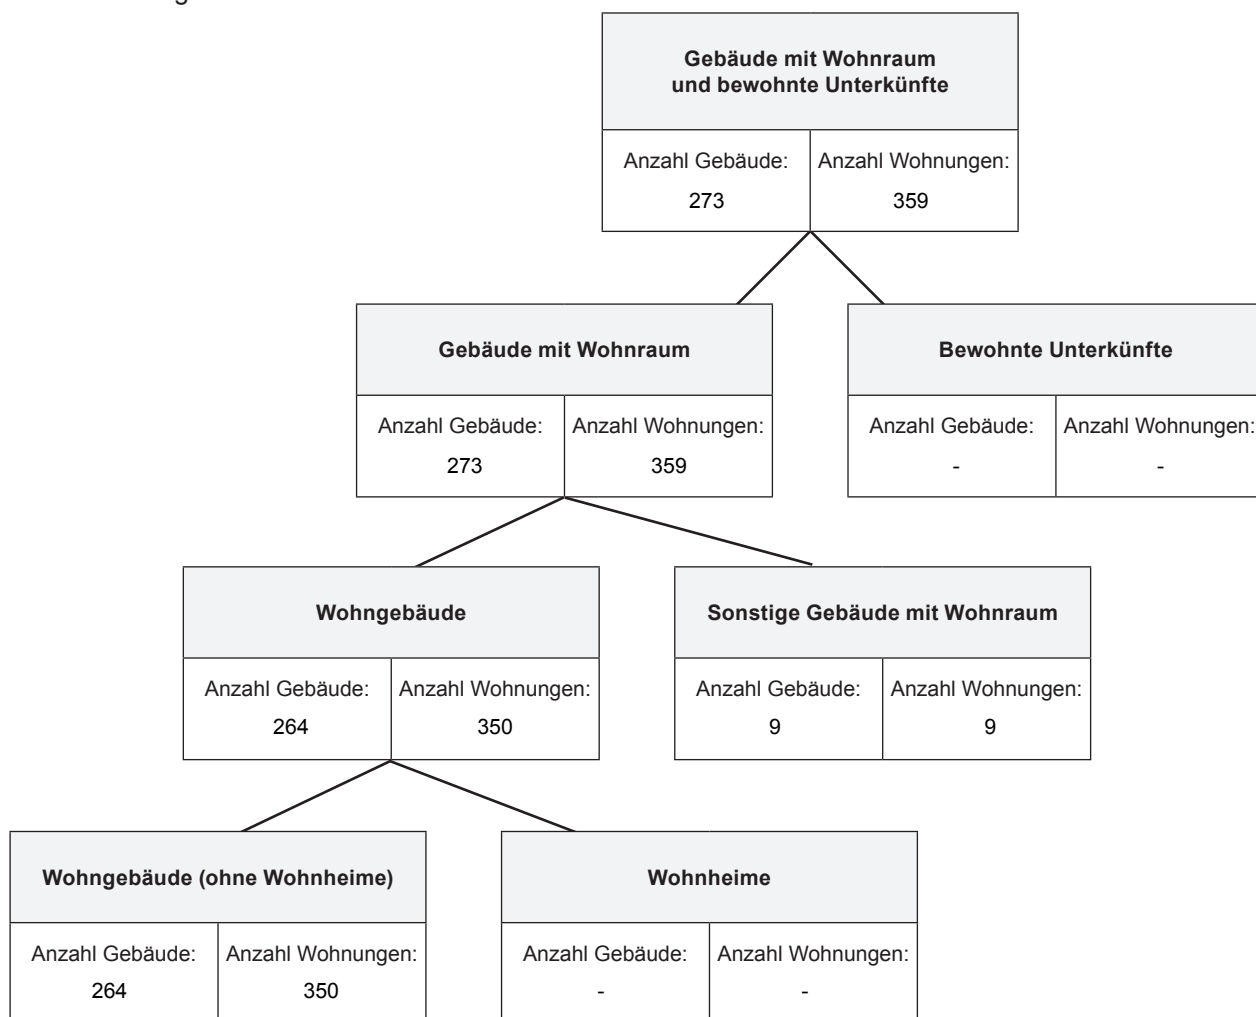 Gebäude mit Wohnraum
und bewohnte Unterkünfte
Anzahl Gebäude: Anzahl Wohnungen:
273 359
Gebäude mit Wohnraum
Anzahl Gebäude: Anzahl Wohnungen:
273 359
Bewohnte Unterkünfte
Anzahl Gebäude: Anzahl Wohnungen:
- -
Wohngebäude
Anzahl Gebäude: Anzahl Wohnungen:
264 350
Sonstige Gebäude mit Wohnraum
Anzahl Gebäude: Anzahl Wohnungen:
9 9
Wohngebäude (ohne Wohnheime)
Anzahl Gebäude: Anzahl Wohnungen:
264 350
Wohnheime
Anzahl Gebäude: Anzahl Wohnungen:
- -